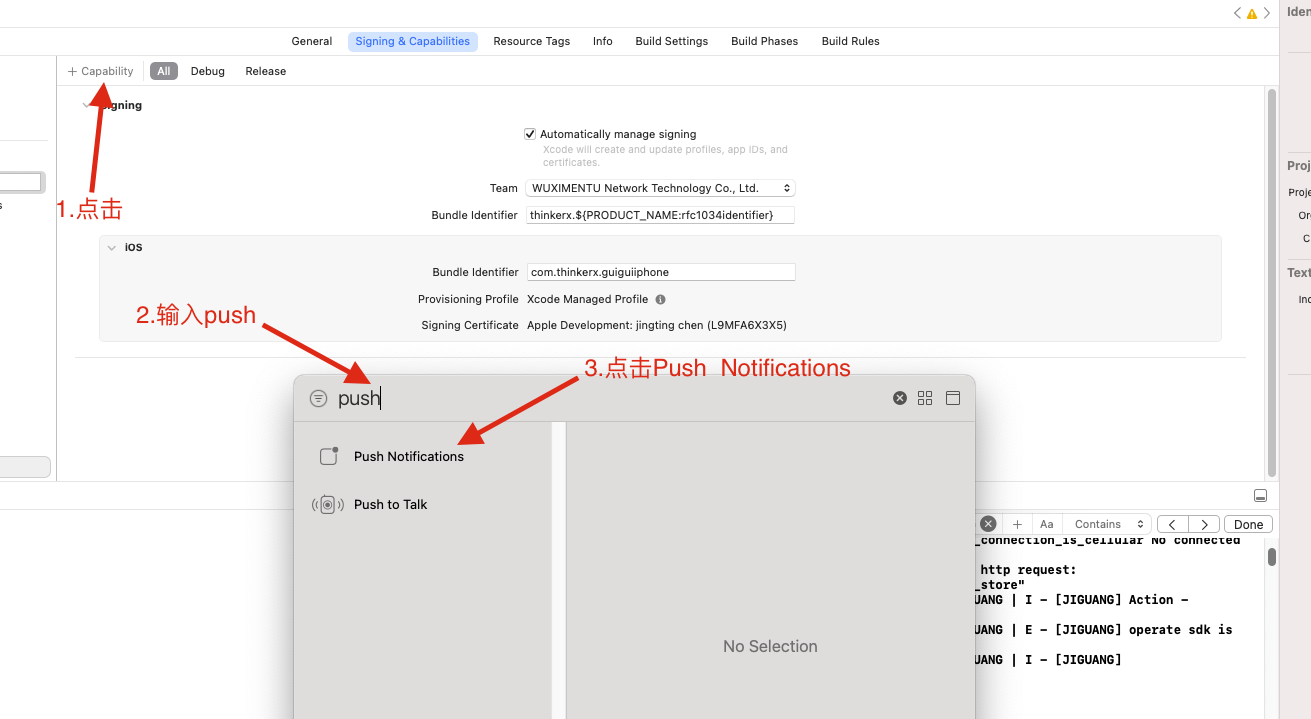 Iden
General Signing & Capabilities Resource Tags Info Build Settings Build Phases Build Rules
+ Capability All Debug Release
Signing
Automatically manage signing
Xcode will create and update profiles, app IDs, and
certificates.
Proj
Team WUXIMENTU Network Technology Co., Ltd.
Proje
1.点击
Bundle Identifier thinkerx.${PRODUCT_NAME:rfc1034identifier}
Or
C
iOS
Bundle Identifier com.thinkerx.guiguiiphone
Text
Provisioning Profile Xcode Managed Profile
Inc
2.输入push
Signing Certificate Apple Development: jingting chen (L9MFA6X3X5)
3.点击Push Notifications
push
Push Notifications
Push to Talk
Aa Contains Done
_connection_is_cellular No connected
http request:
_store"
UANG | I - [JIGUANG] Action -
UANG | E - [JIGUANG] operate sdk is
No Selection
UANG | I - [JIGUANG]